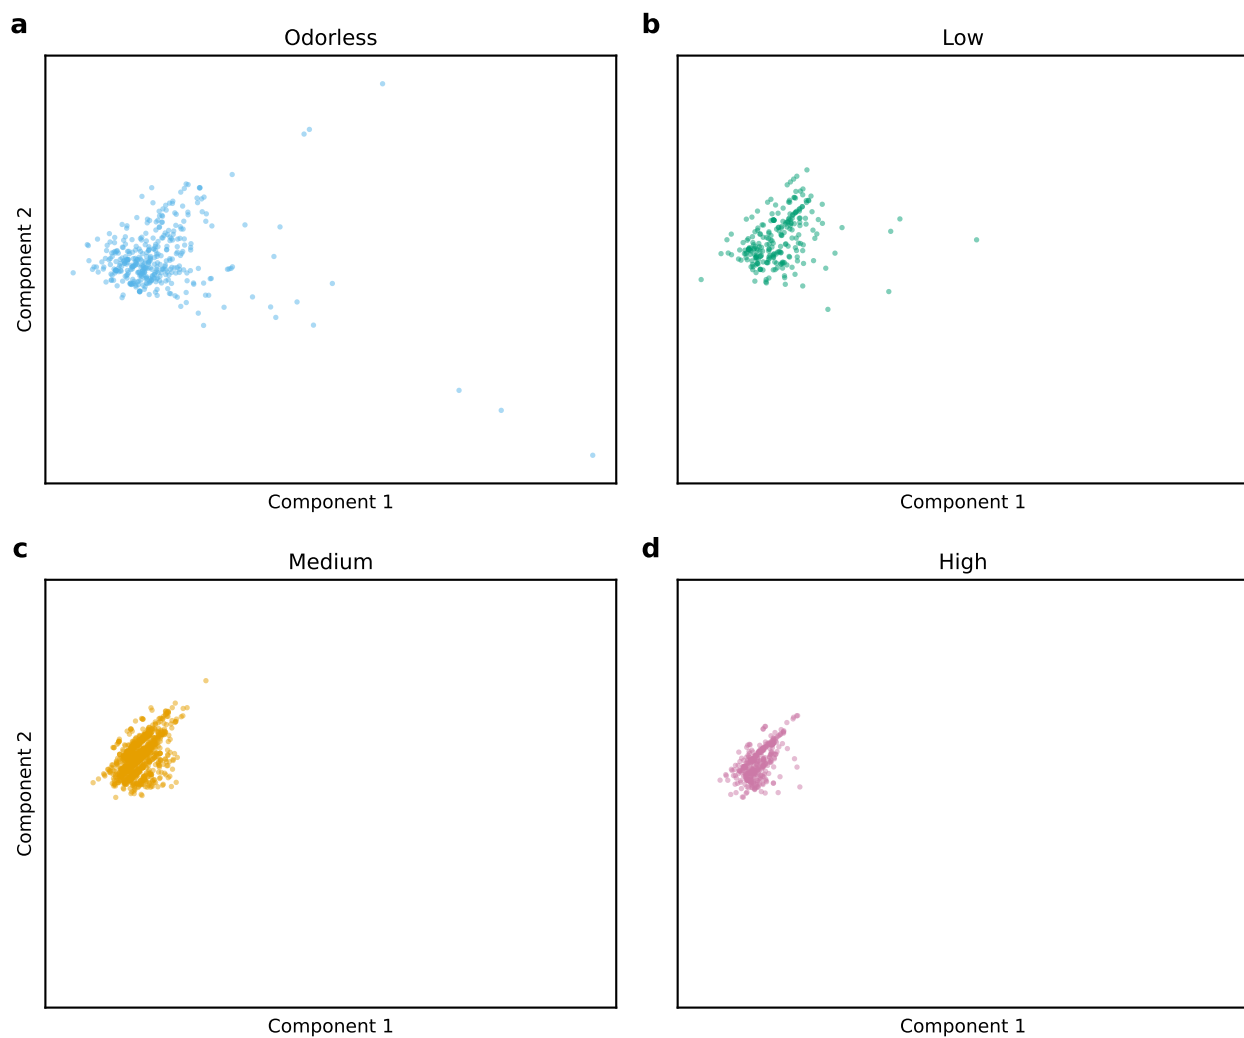 a
Odorless
Component 2
Component 1
b
Low
Component 1
c
Medium
Component 2
Component 1
d
High
Component 1